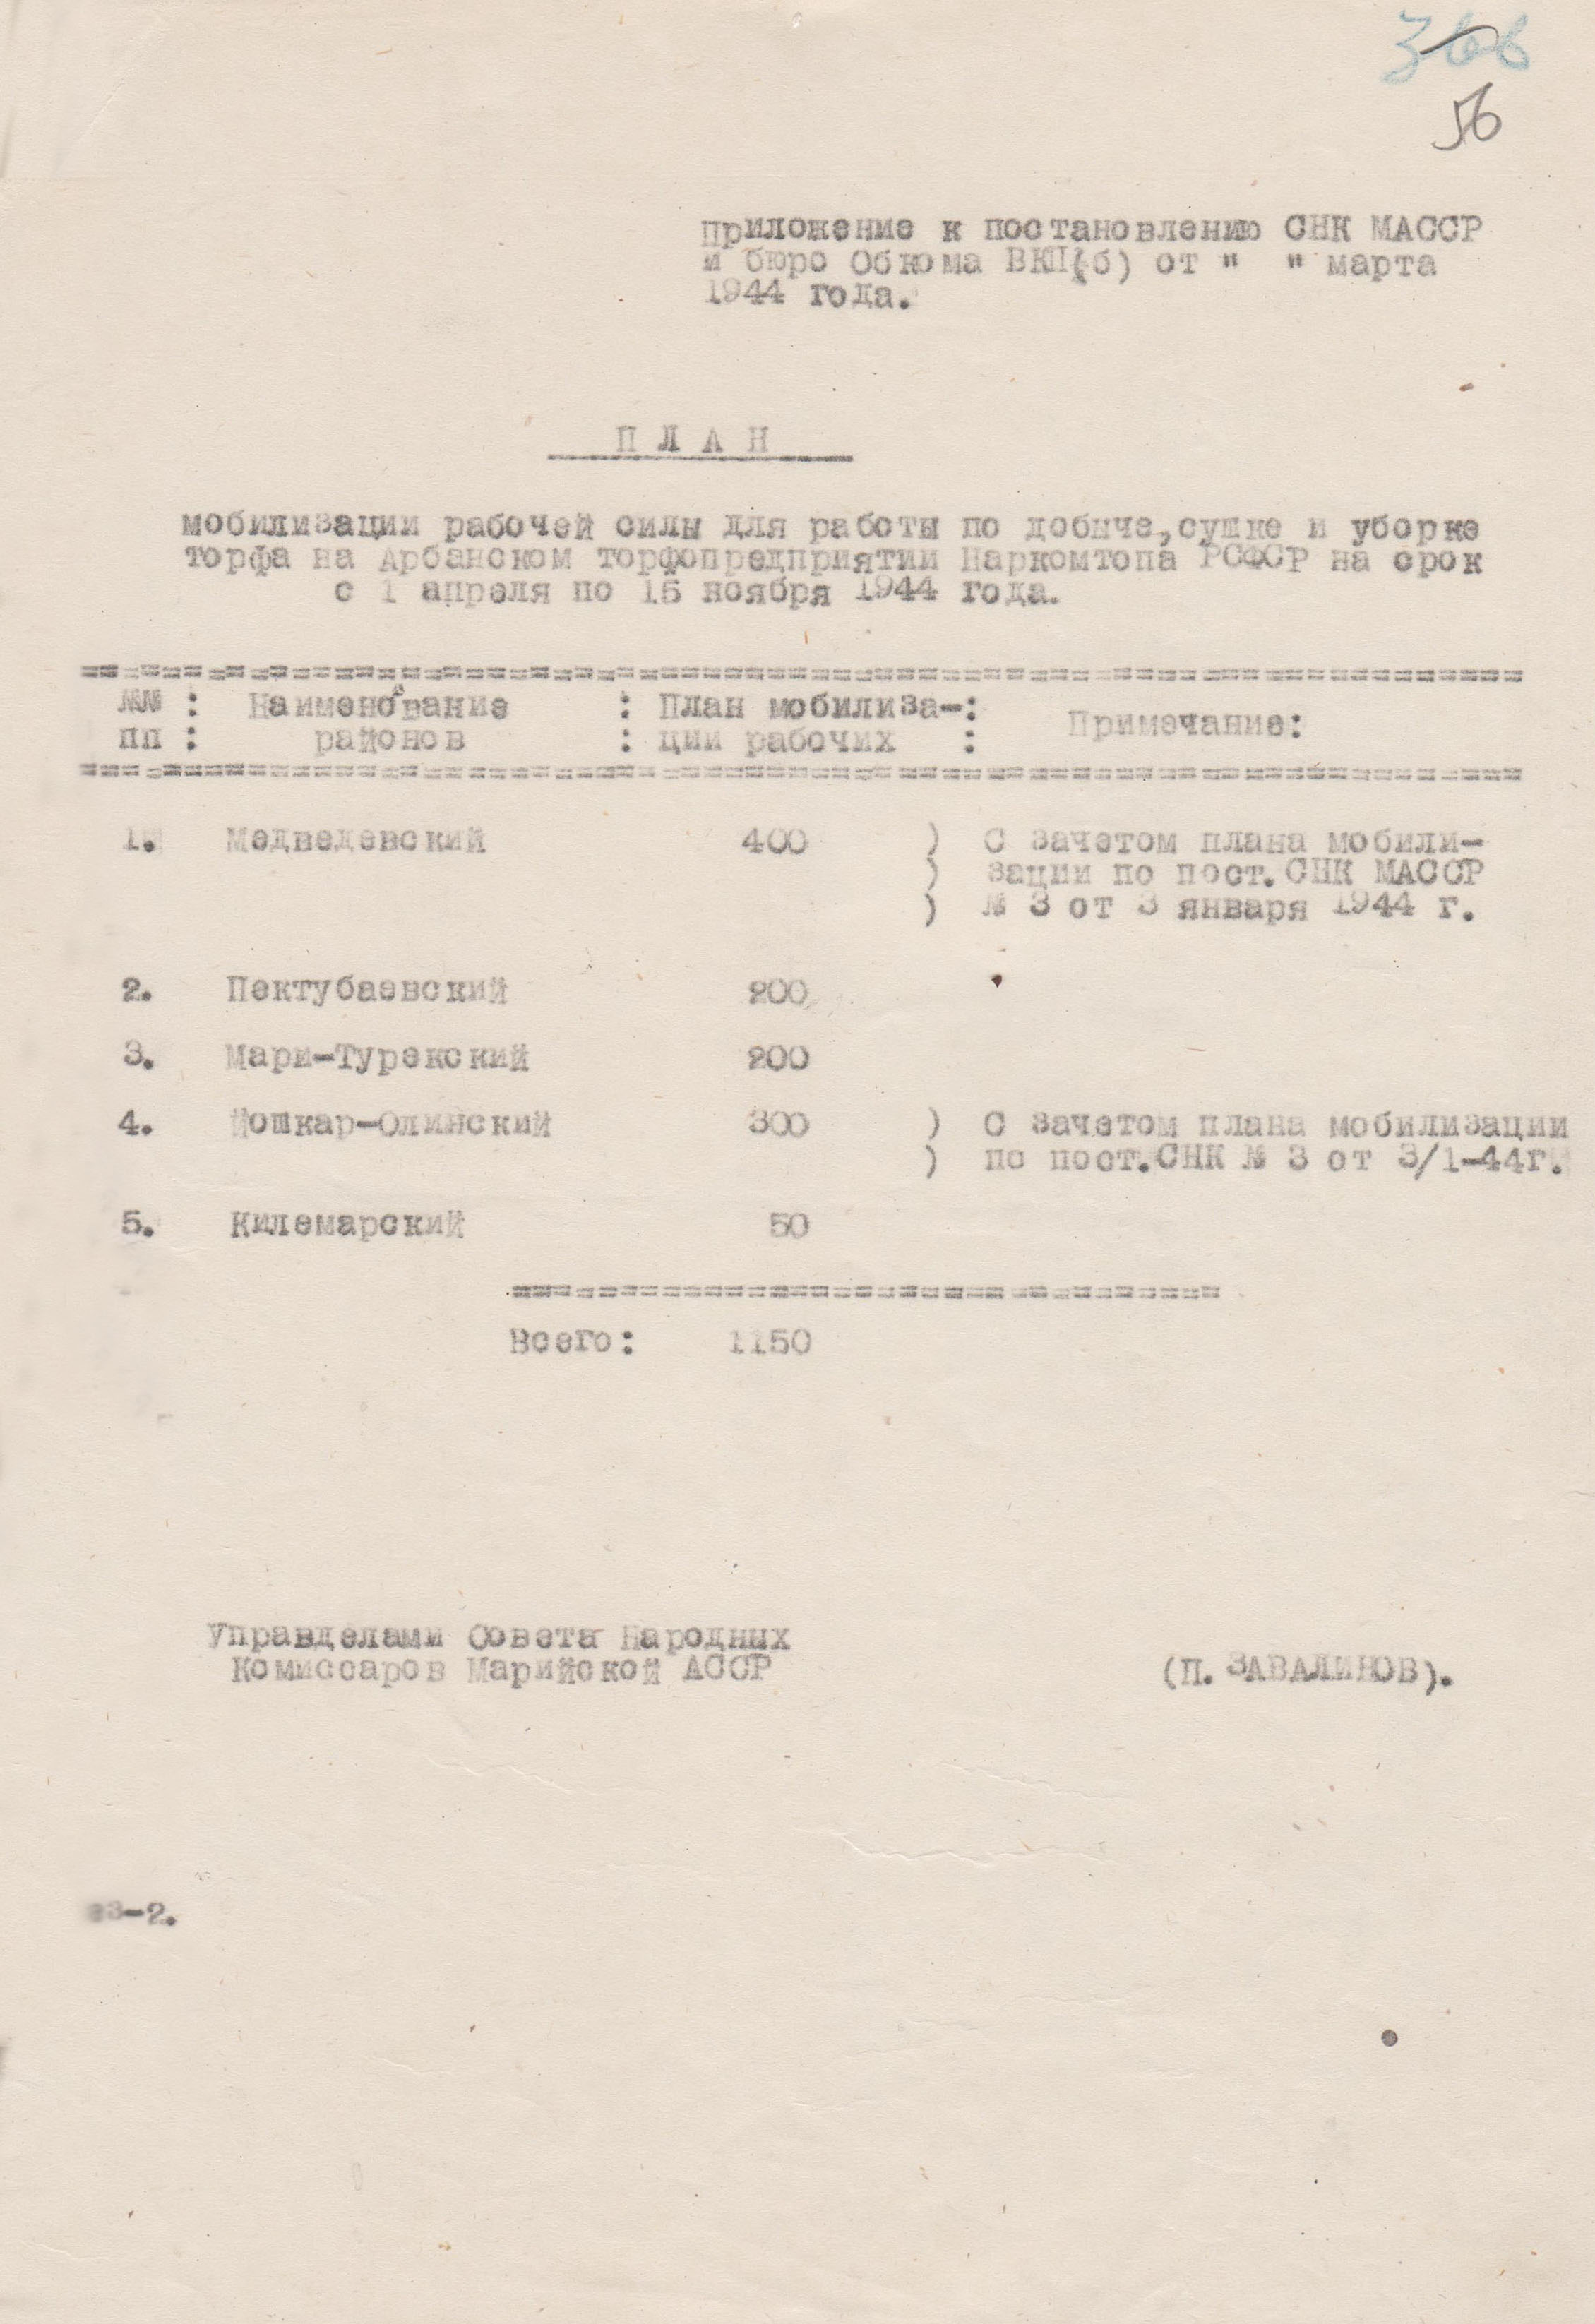 366
56
Приложение к постановлению СНК МАССР
и бюро Обкома ВКП(б) от "  " марта
1944 года.
П Л А Н
мобилизации рабочей силы для работы по добыче,сушке и уборке
торфа на Арбанском торфопредприятии Наркомтопа РСФСР на срок
с 1 апреля по 15 ноября 1944 года.
№№ : Наименование : План мобилиза-: Примечание:
пп : районов : ции рабочих :
1. Медведевский 400 ) С зачетом плана мобили-
) зации по пост.СНК МАССР
) № 3 от 3 января 1944 г.
2. Пектубаевский 200
3. Мари-Турекский 200
4. Йошкар-Олинский 300 ) С зачетом плана мобилизации
) по пост.СНК № 3 от 3/1-44г.
5. Килемарский 50
Всего: 1150
Управделами Совета Народных
Комиссаров Марийской АССР (П. ЗАВАЛИНОВ).
ез-2.